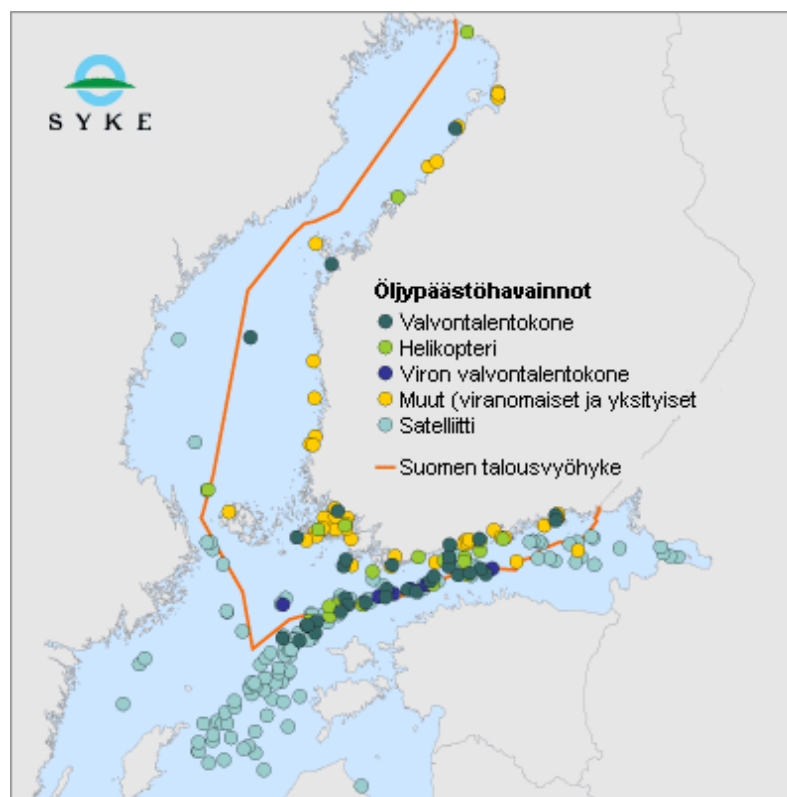 SYKE
Öljypäästöhavainnot
Valvontalentokone
Helikopteri
Viron valvontalentokone
Muut (viranomaiset ja yksityiset
Satelliitti
Suomen talousvyöhyke